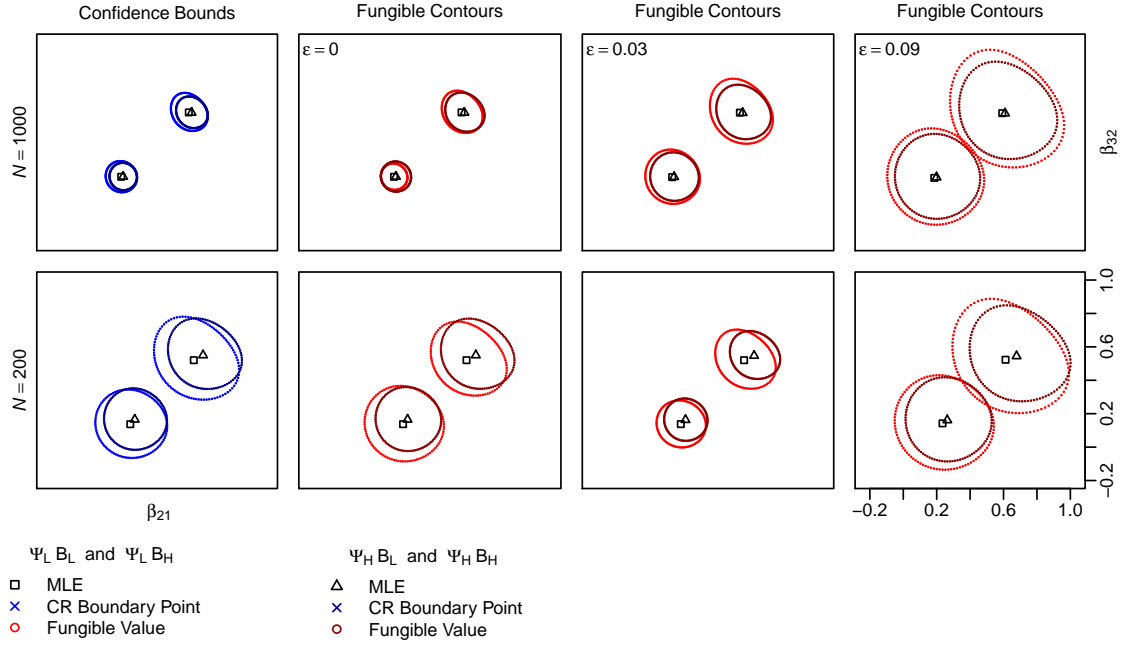 Confidence Bounds
Fungible Contours
Fungible Contours
Fungible Contours
N = 1000
ε = 0
ε = 0.03
ε = 0.09
β32
N = 200
1.0
0.6
0.2
−0.2
β21
−0.2
0.2
0.6
1.0
ΨL BL and ΨL BH
MLE
CR Boundary Point
Fungible Value
ΨH BL and ΨH BH
MLE
CR Boundary Point
Fungible Value